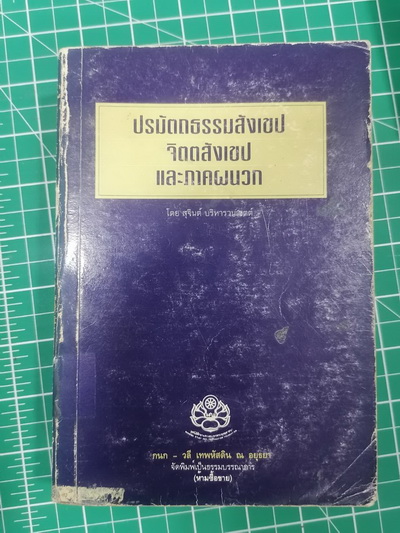 ปรมัตถธรรมสังเขป
จิตตสังเขป
และภาคผนวก
โดย สุจินต์ บริหารวนเขตต์
กนก - วลี เทพหัสดิน ณ อยุธยา
จัดพิมพ์เป็นธรรมบรรณาการ
(ห้ามซื้อขาย)